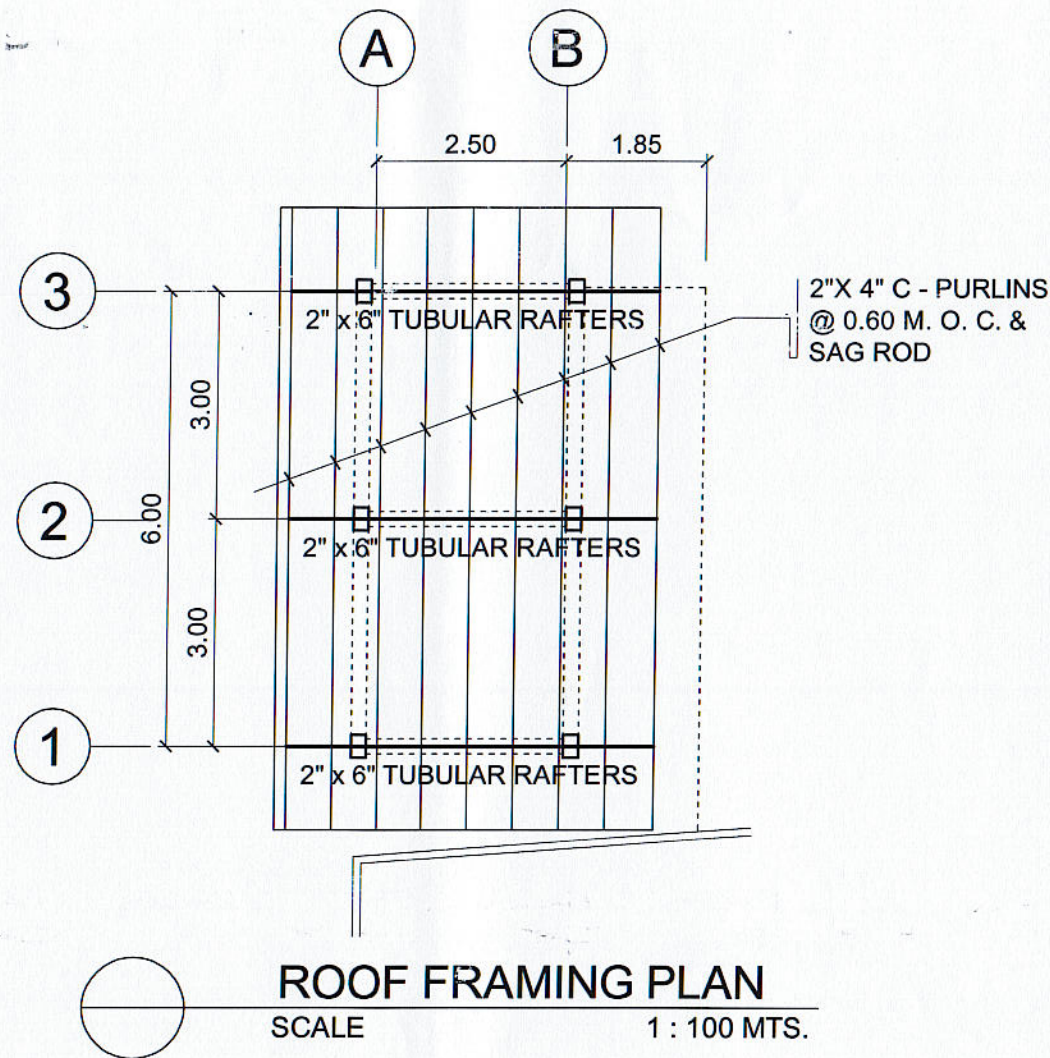 A
B
2.50
1.85
3
2" x 6" TUBULAR RAFTERS
2"X 4" C - PURLINS
@ 0.60 M. O. C. &
SAG ROD
3.00
6.00
2
2" x 6" TUBULAR RAFTERS
3.00
1
2" x 6" TUBULAR RAFTERS
ROOF FRAMING PLAN
SCALE
1 : 100 MTS.